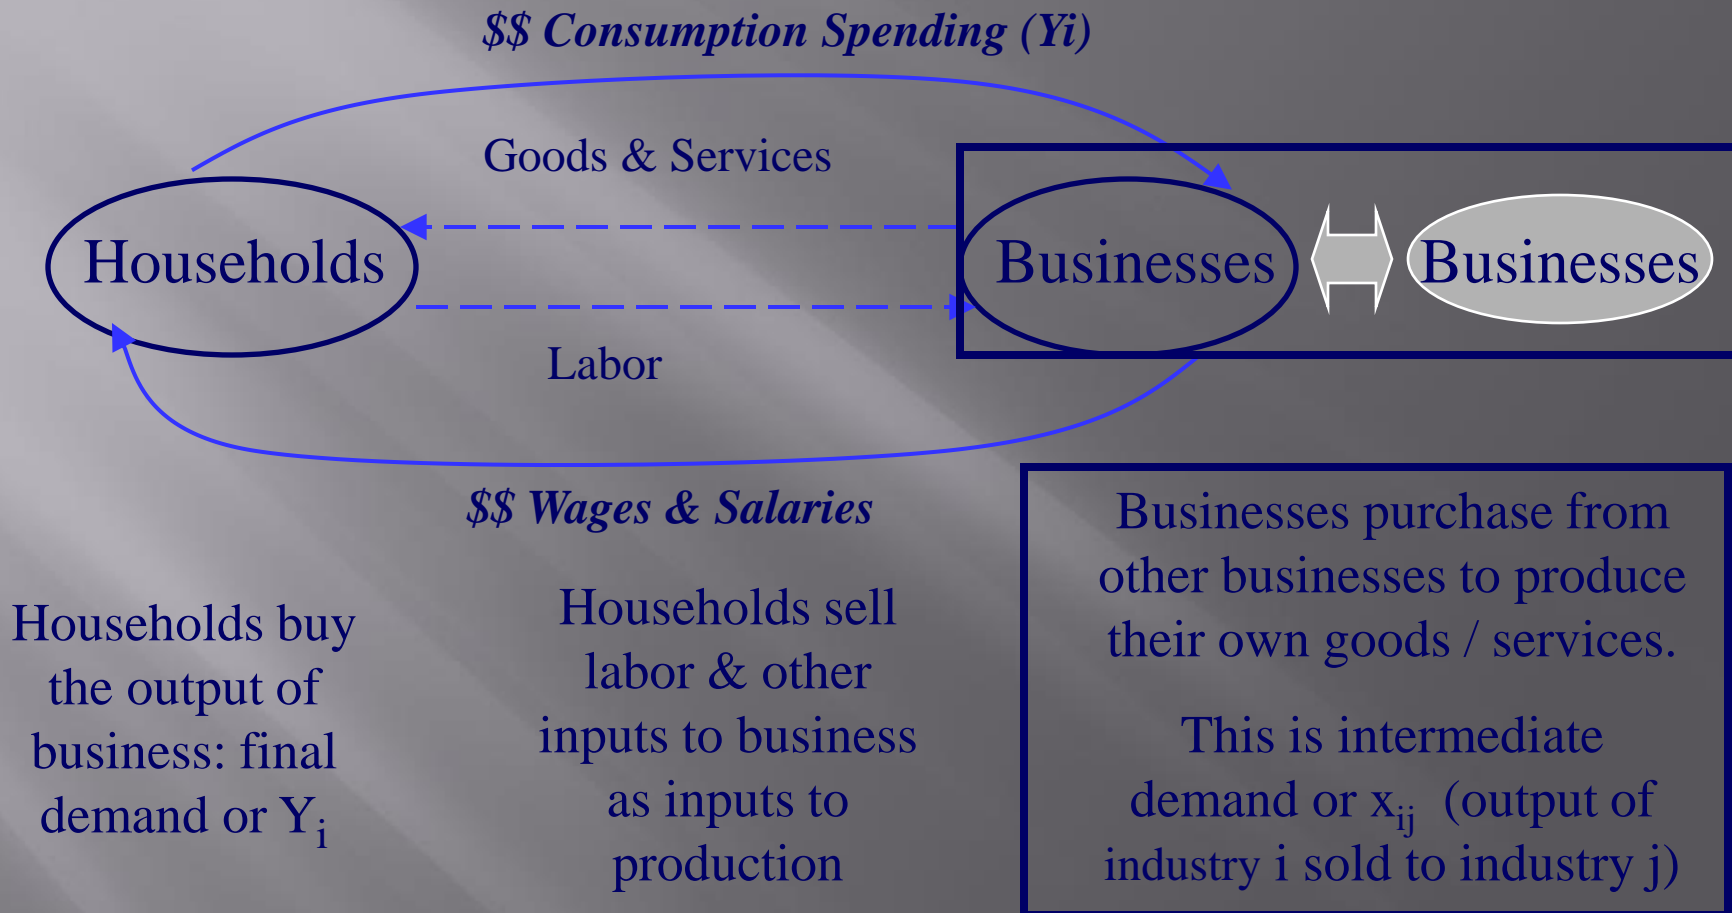 $$ Consumption Spending (Yi)
Goods & Services
Households
Businesses
Businesses
Labor
$$ Wages & Salaries
Households buy
the output of
business: final
demand or Yi
Households sell
labor & other
inputs to business
as inputs to
production
Businesses purchase from
other businesses to produce
their own goods / services.
This is intermediate
demand or xij (output of
industry i sold to industry j)